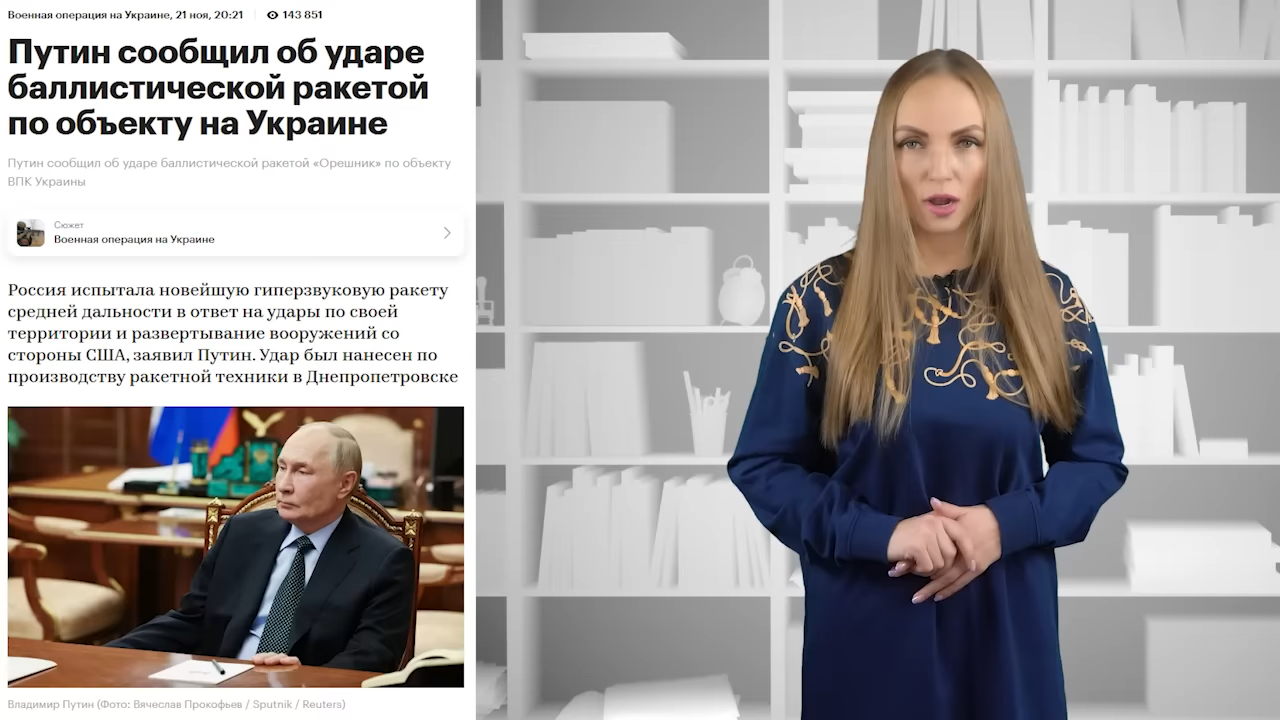 Военная операция на Украине, 21 ноя, 20:21 143 851
Путин сообщил об ударе
баллистической ракетой
по объекту на Украине
Путин сообщил об ударе баллистической ракетой «Орешник» по объекту
ВПК Украины
Сюжет
Военная операция на Украине
Россия испытала новейшую гиперзвуковую ракету
средней дальности в ответ на удары по своей
территории и развертывание вооружений со
стороны США, заявил Путин. Удар был нанесен по
производству ракетной техники в Днепропетровске
Владимир Путин (Фото: Вячеслав Прокофьев / Sputnik / Reuters)